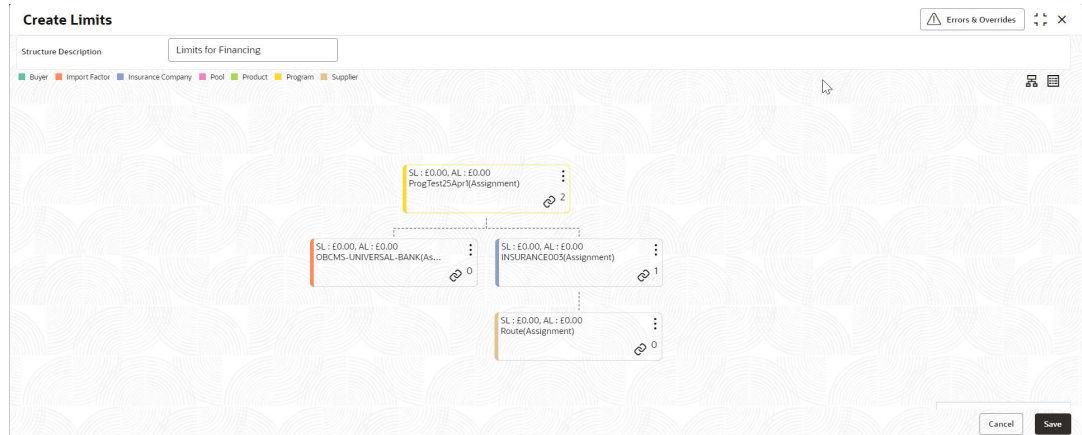 Create Limits
Errors & Overrides
Structure Description
Limits for Financing
Buyer Import Factor Insurance Company Pool Product Program Supplier
SL : £0.00, AL : £0.00
ProgTest25Apr1(Assignment)
2
SL : £0.00, AL : £0.00
OBCMS-UNIVERSAL-BANK(As...
0
SL : £0.00, AL : £0.00
INSURANCE003(Assignment)
1
SL : £0.00, AL : £0.00
Route(Assignment)
0
Cancel Save